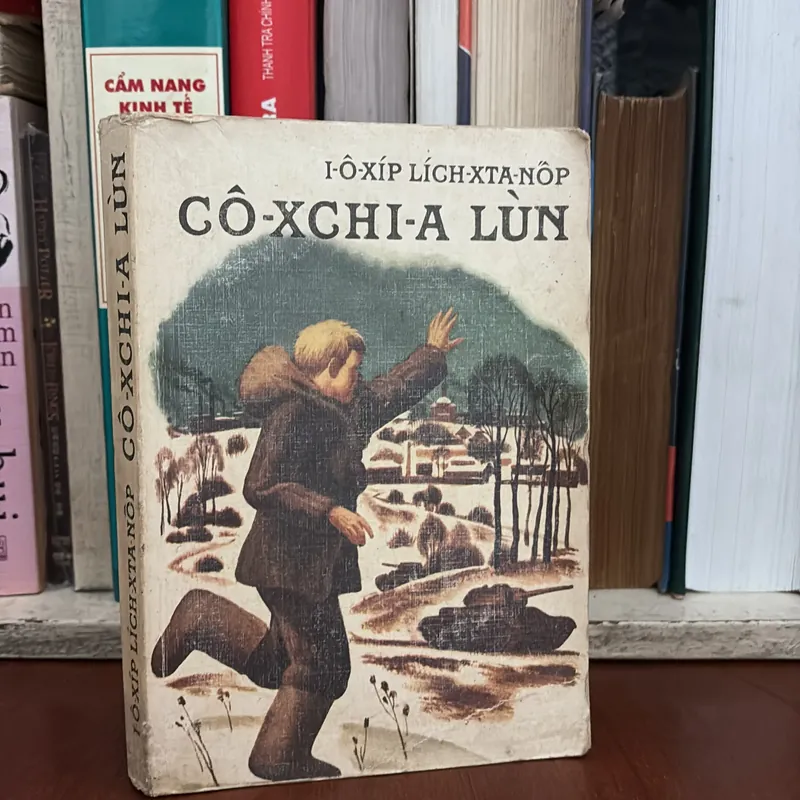 I-Ô-XÍP LÍCH-XTA-NỐP
CÔ-XCHI-A LÙN
I-Ô-XÍP LÍCH-XTA-NỐP CÔ-XCHI-A LÙN
CẨM NANG
KINH TẾ
THANH TRA CHÍNH